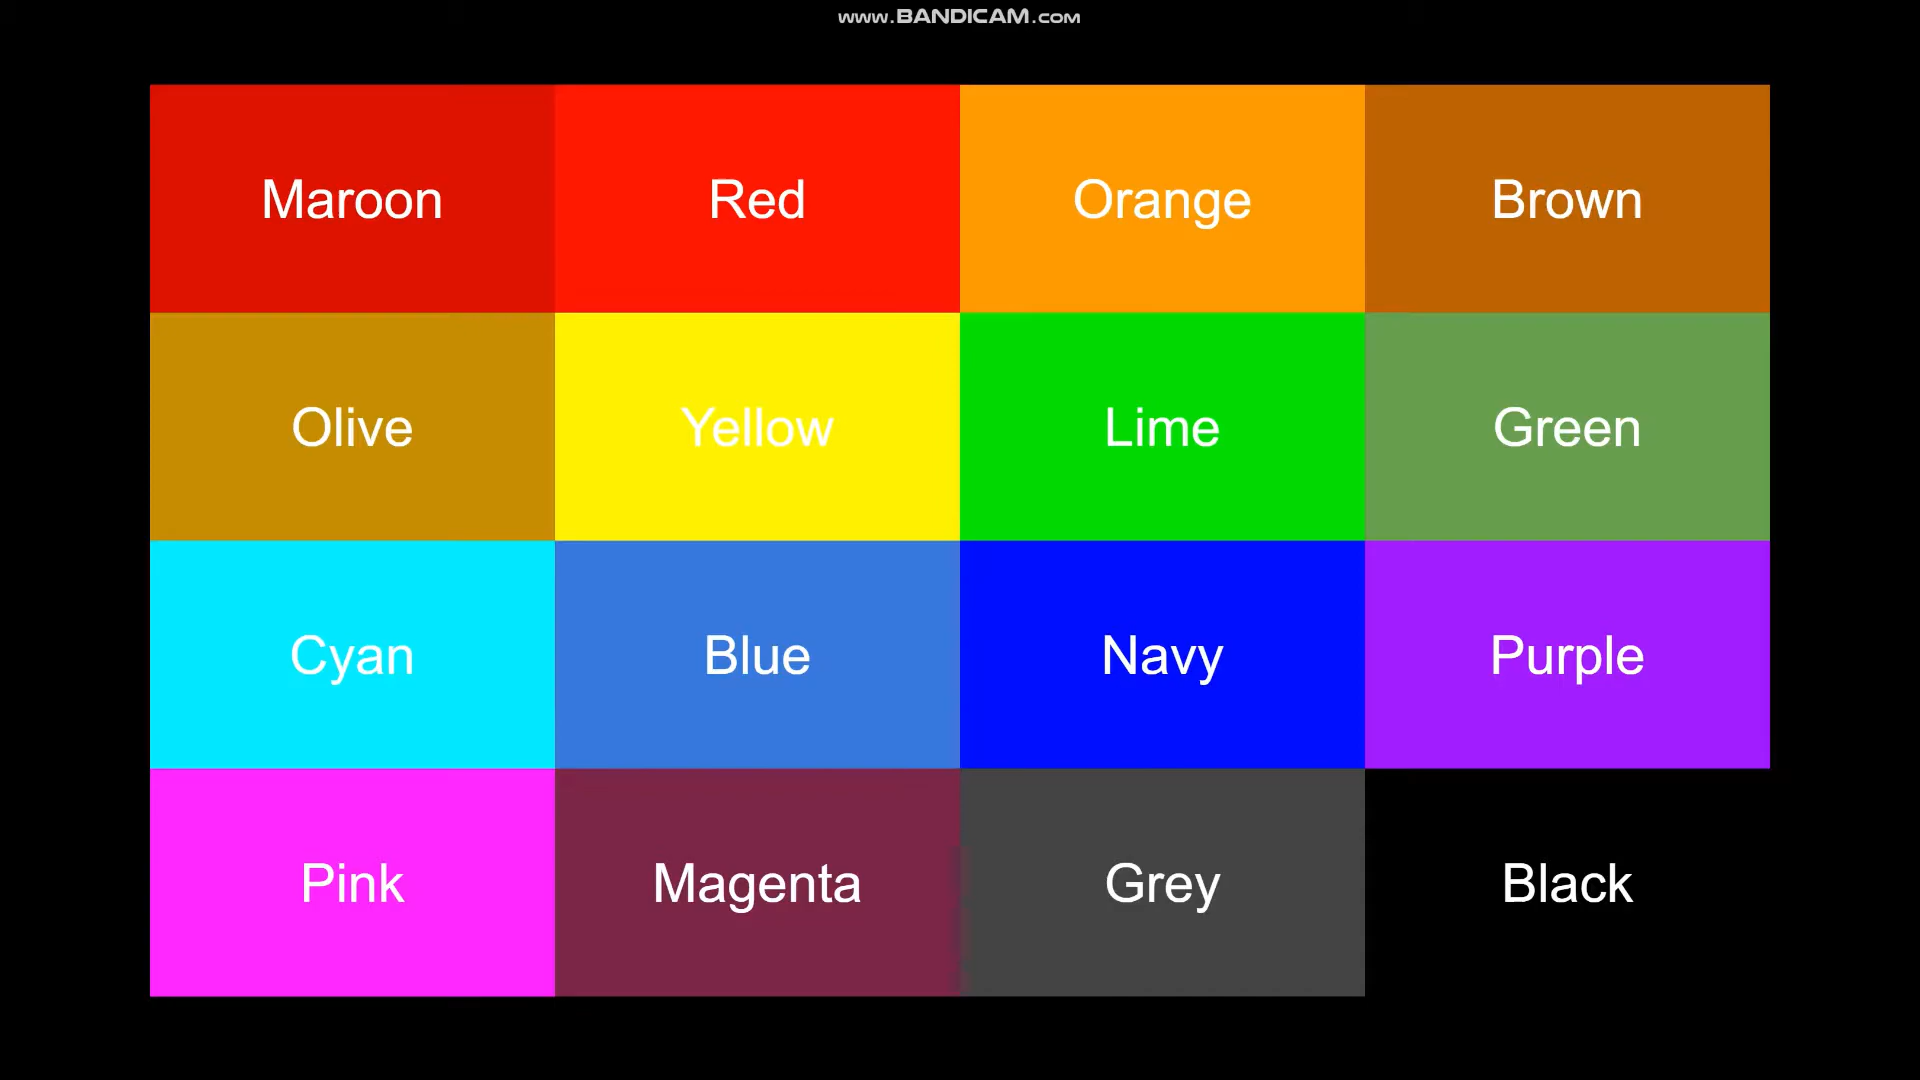 www.BANDICAM.com
Maroon Red Orange Brown
Olive Yellow Lime Green
Cyan Blue Navy Purple
Pink Magenta Grey Black